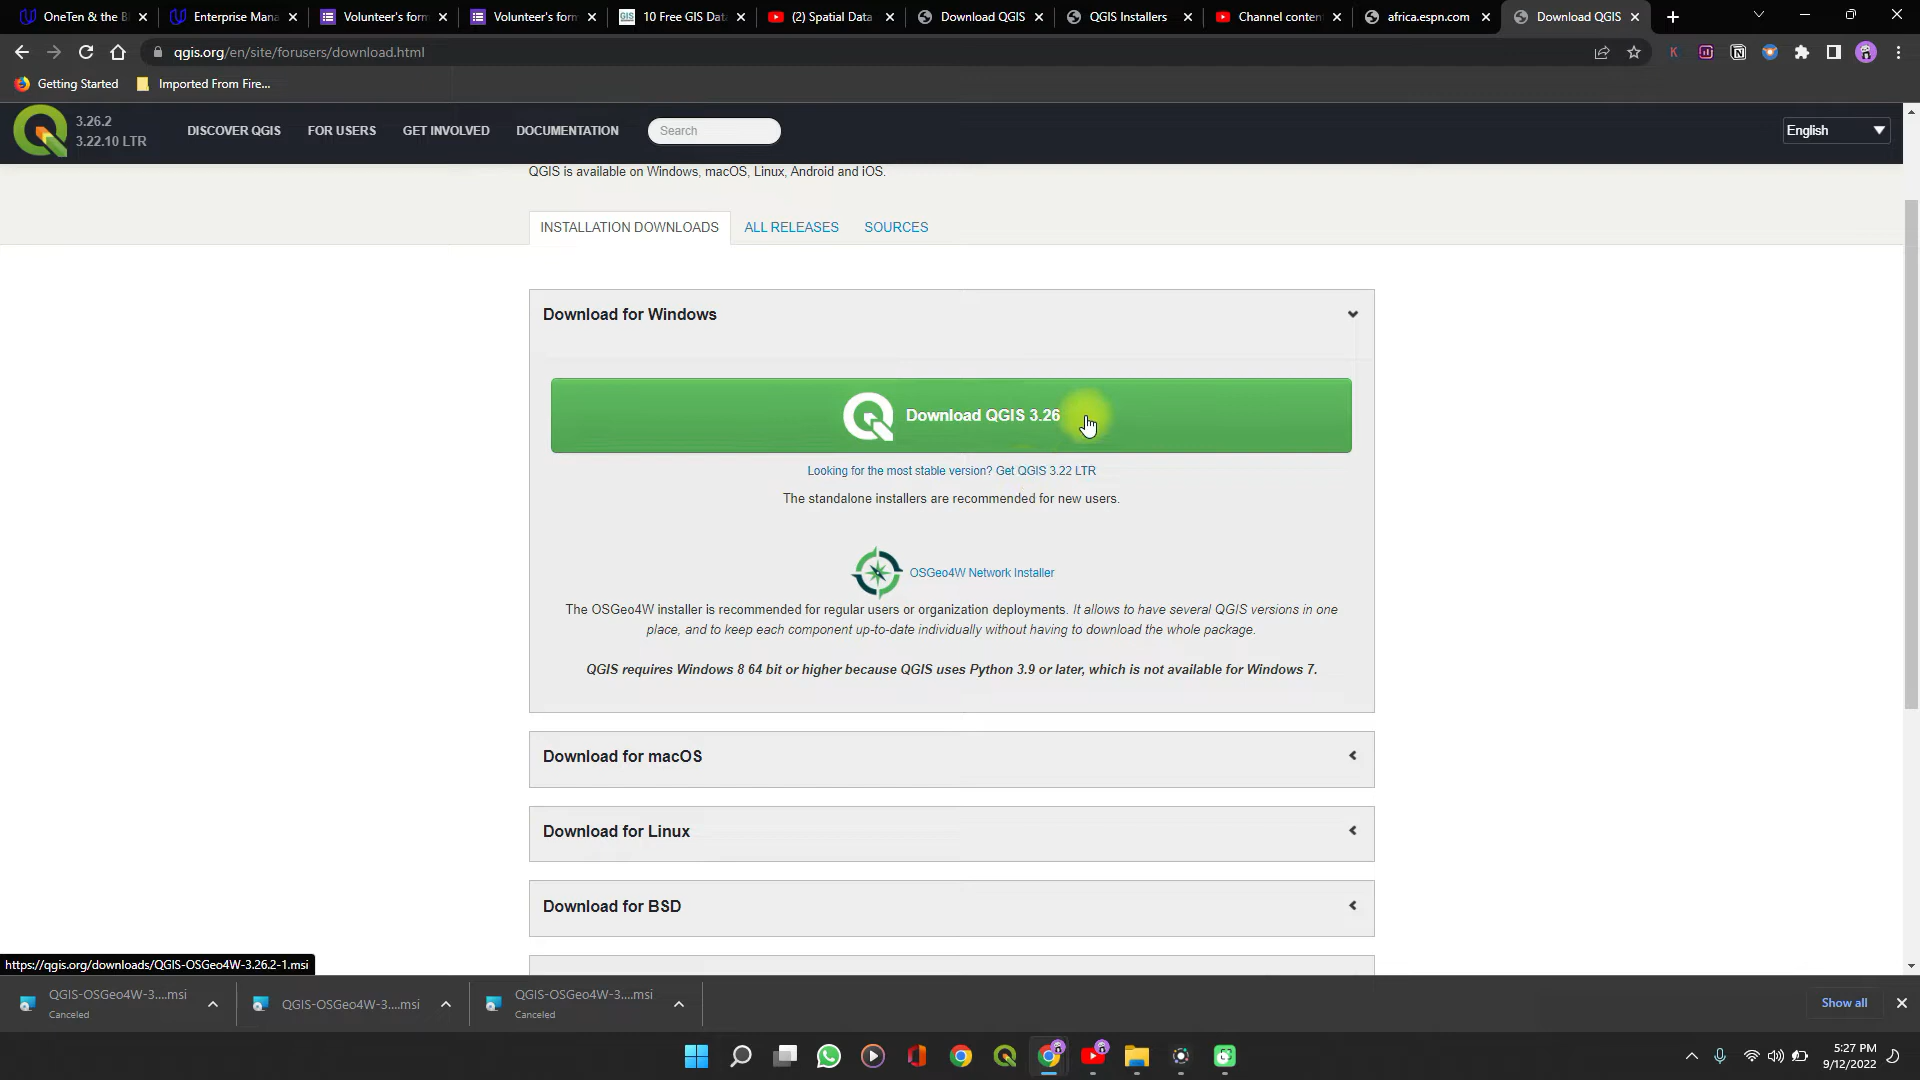 OneTen & the Bl
Enterprise Mana
Volunteer's form
Volunteer's form
GIS 10 Free GIS Data
(2) Spatial Data
Download QGIS
QGIS Installers
Channel content
africa.espn.com
Download QGIS
qgis.org/en/site/forusers/download.html
Getting Started
Imported From Fire...
3.26.2
3.22.10 LTR
DISCOVER QGIS
FOR USERS
GET INVOLVED
DOCUMENTATION
Search
English
QGIS is available on Windows, macOS, Linux, Android and iOS.
INSTALLATION DOWNLOADS
ALL RELEASES
SOURCES
Download for Windows
Download QGIS 3.26
Looking for the most stable version? Get QGIS 3.22 LTR
The standalone installers are recommended for new users.
OSGeo4W Network Installer
The OSGeo4W installer is recommended for regular users or organization deployments. It allows to have several QGIS versions in one
place, and to keep each component up-to-date individually without having to download the whole package.
QGIS requires Windows 8 64 bit or higher because QGIS uses Python 3.9 or later, which is not available for Windows 7.
Download for macOS
Download for Linux
Download for BSD
https://qgis.org/downloads/QGIS-OSGeo4W-3.26.2-1.msi
QGIS-OSGeo4W-3....msi
Canceled
QGIS-OSGeo4W-3....msi
QGIS-OSGeo4W-3....msi
Canceled
Show all
5:27 PM
9/12/2022